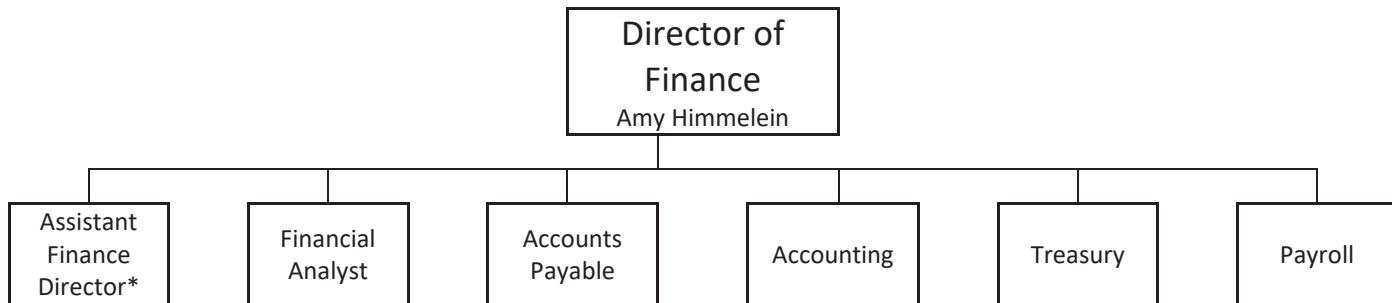 Director of
Finance
Amy Himmelein
Assistant
Finance
Director*
Financial
Analyst
Accounts
Payable
Accounting
Treasury
Payroll